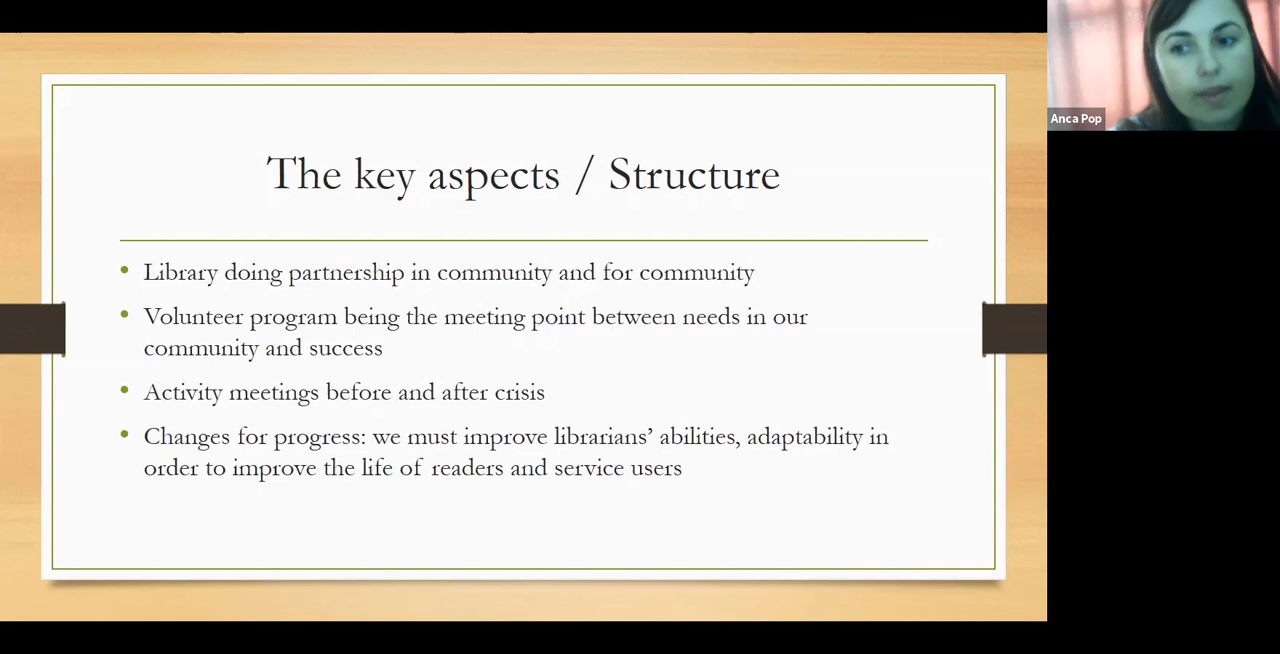 The key aspects / Structure
• Library doing partnership in community and for community
• Volunteer program being the meeting point between needs in our
community and success
• Activity meetings before and after crisis
• Changes for progress: we must improve librarians’ abilities, adaptability in
order to improve the life of readers and service users
Anca Pop